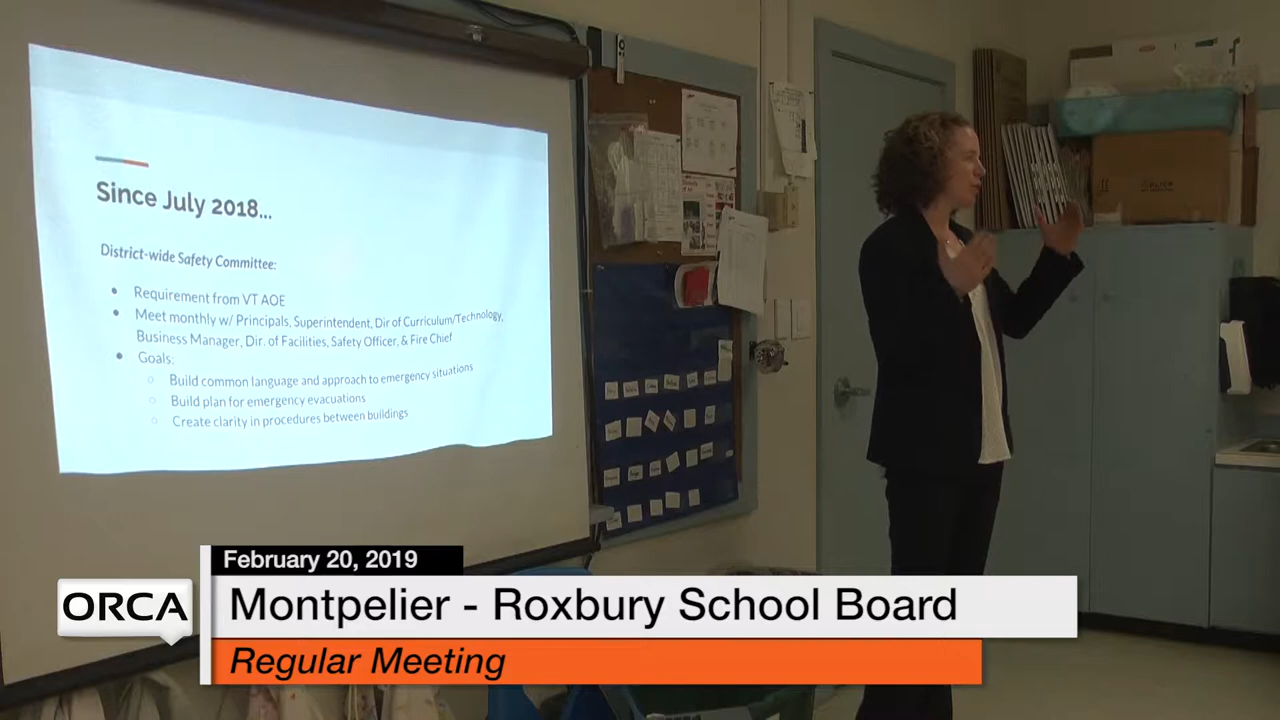 Since July 2018...
District-wide Safety Committee:
Requirement from VT AOE
Meet monthly w/ Principals, Superintendent, Dir of Curriculum/Technology,
Business Manager, Dir. of Facilities, Safety Officer, & Fire Chief
Goals:
Build common language and approach to emergency situations
Build plan for emergency evacuations
Create clarity in procedures between buildings
February 20, 2019
ORCA
Montpelier - Roxbury School Board
Regular Meeting